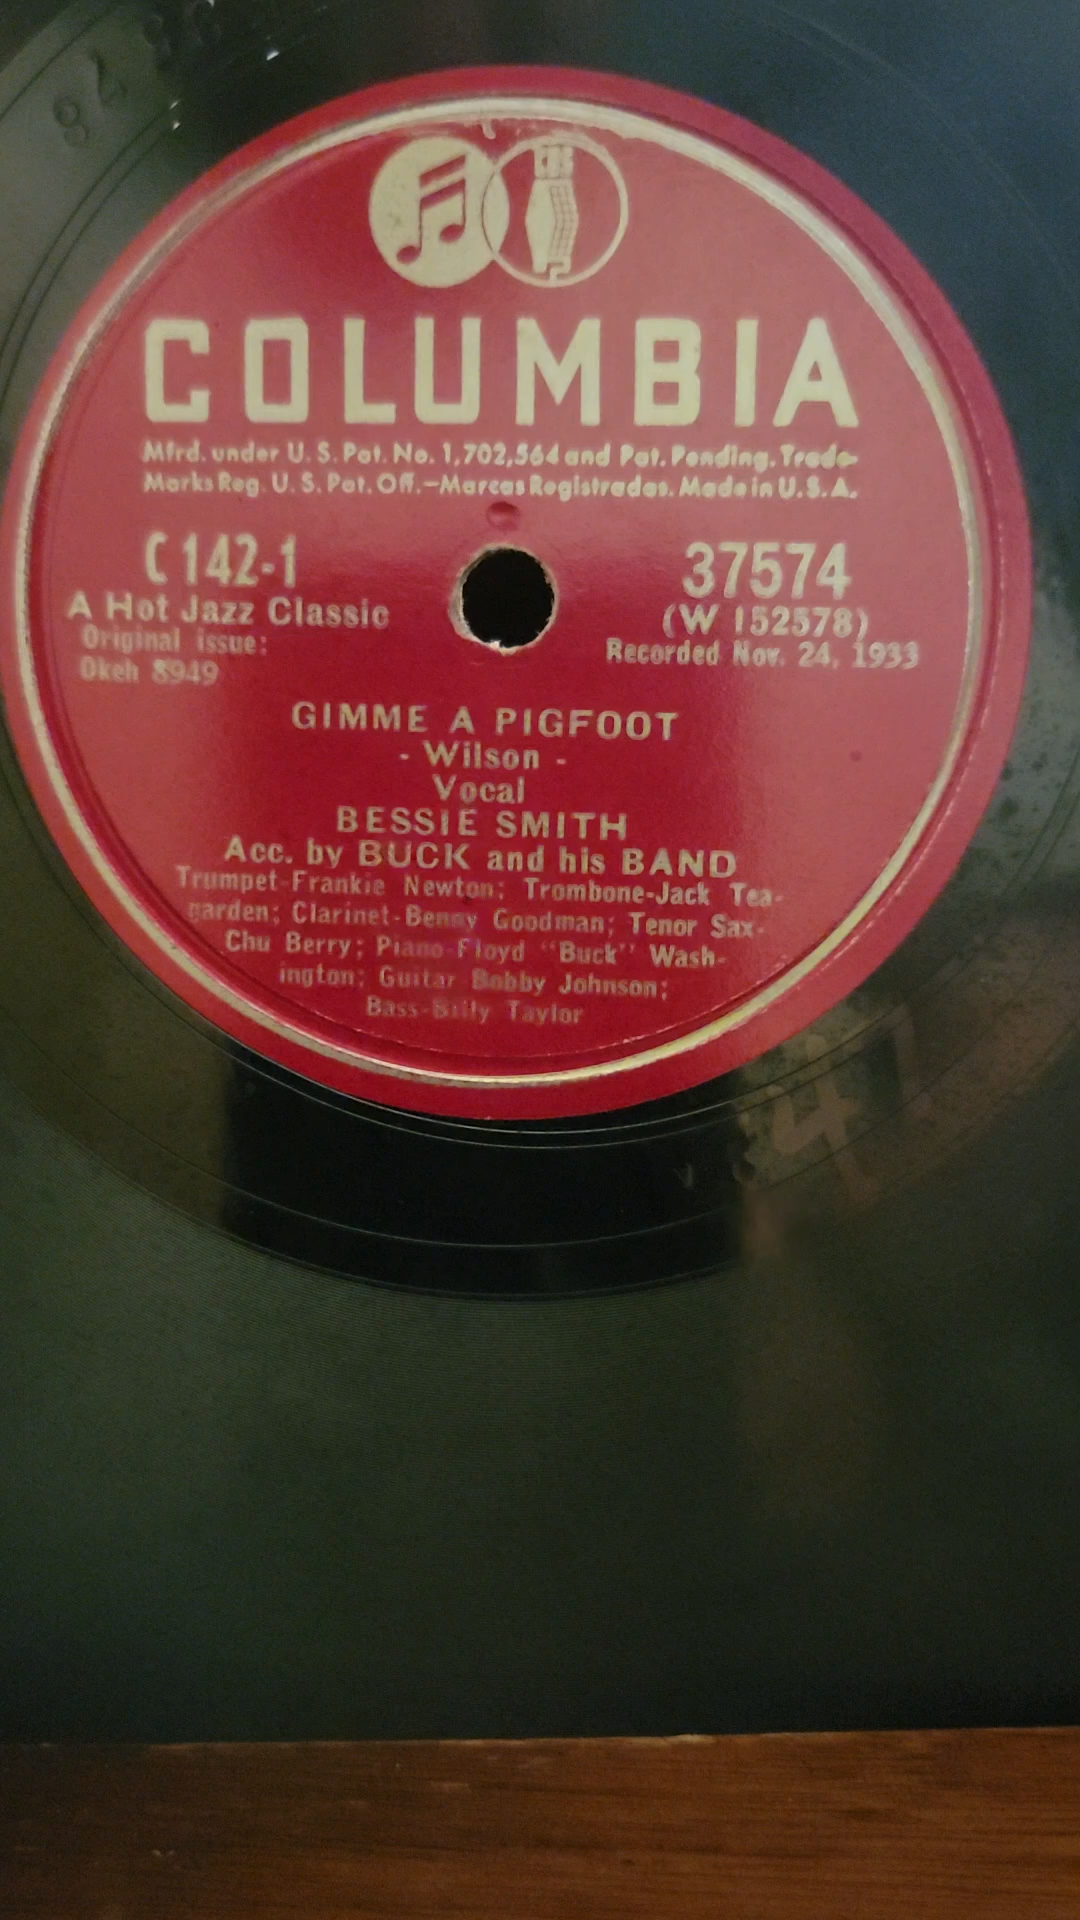 CBS
COLUMBIA
Mfrd. under U. S. Pat. No. 1,702,564 and Pat. Pending. Trade-
Marks Reg. U. S. Pat. Off.—Marcas Registradas. Made in U.S.A.
C 142-1
A Hot Jazz Classic
Original issue:
Okeh 8949
37574
(W 152578)
Recorded Nov. 24, 1933
GIMME A PIGFOOT
- Wilson -
Vocal
BESSIE SMITH
Acc. by BUCK and his BAND
Trumpet-Frankie Newton; Trombone-Jack Tea-
garden; Clarinet-Benny Goodman; Tenor Sax-
Chu Berry; Piano-Floyd "Buck" Wash-
ington; Guitar Bobby Johnson;
Bass-Billy Taylor
47